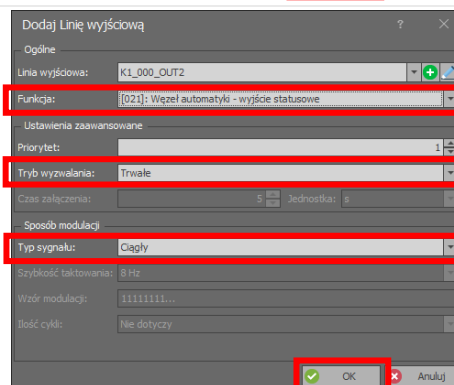 Dodaj Linię wyjściową ? ×
Ogólne
Linia wyjściowa: K1_000_OUT2
Funkcja: [021]: Węzeł automatyki - wyjście statusowe
Ustawienia zaawansowane
Priorytet: 1
Tryb wyzwalania: Trwałe
Czas załączenia: 5 Jednostka: s
Sposób modulacji
Typ sygnału: Ciągły
Szybkość taktowania: 8 Hz
Wzór modulacji: 11111111...
Ilość cykli: Nie dotyczy
OK Anuluj